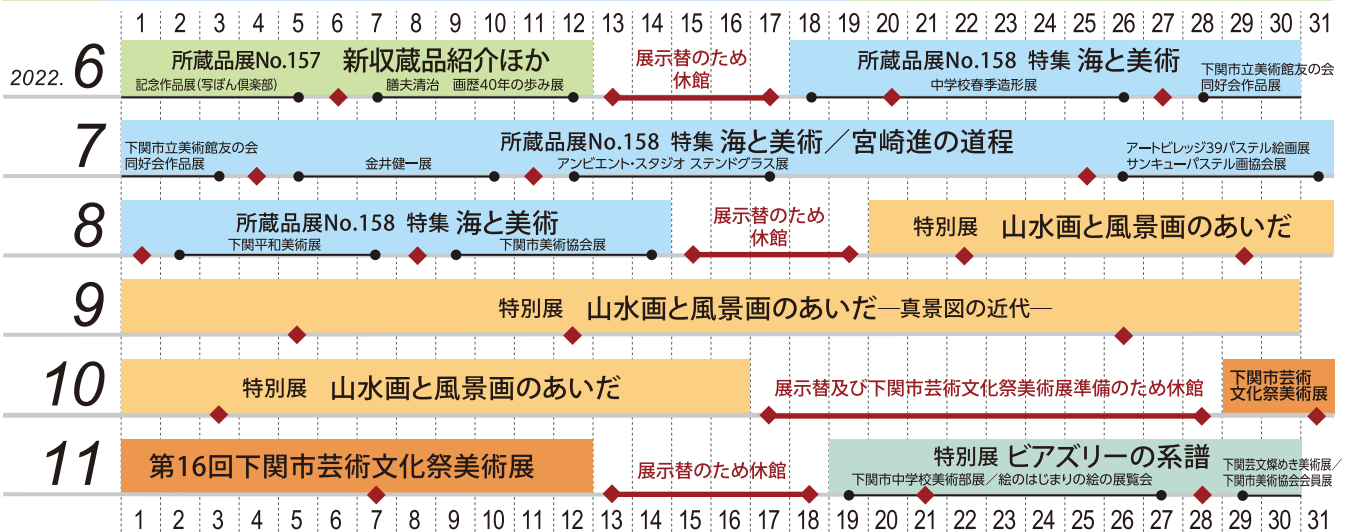 1 2 3 4 5 6 7 8 9 10 11 12 13 14 15 16 17 18 19 20 21 22 23 24 25 26 27 28 29 30 31
2022. 6
所蔵品展No.157 新収蔵品紹介ほか
記念作品展(写ぽん倶楽部)
膳夫清治 画歴40年の歩み展
展示替のため
休館
所蔵品展No.158 特集 海と美術
中学校春季造形展
下関市立美術館友の会
同好会作品展
7
所蔵品展No.158 特集 海と美術／宮崎進の道程
下関市立美術館友の会
同好会作品展
金井健一展
アンビエント・スタジオ ステンドグラス展
アートビレッジ39パステル絵画展
サンキューパステル画協会展
8
所蔵品展No.158 特集 海と美術
下関平和美術展
下関市美術協会展
展示替のため
休館
特別展 山水画と風景画のあいだ
9
特別展 山水画と風景画のあいだ―真景図の近代―
10
特別展 山水画と風景画のあいだ
展示替及び下関市芸術文化祭美術展準備のため休館
下関市芸術
文化祭美術展
11
第16回下関市芸術文化祭美術展
展示替のため休館
特別展 ビアズリーの系譜
下関市中学校美術部展／絵のはじまりの絵の展覧会
下関芸文燦めき美術展／
下関市美術協会会員展
1 2 3 4 5 6 7 8 9 10 11 12 13 14 15 16 17 18 19 20 21 22 23 24 25 26 27 28 29 30 31